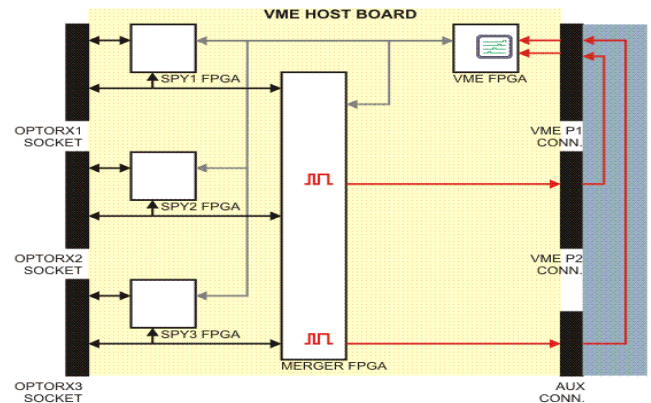 VME HOST BOARD
SPY1 FPGA
VME FPGA
OPTORX1
SOCKET
VME P1
CONN.
SPY2 FPGA
OPTORX2
SOCKET
VME P2
CONN.
SPY3 FPGA
MERGER FPGA
OPTORX3
SOCKET
AUX
CONN.